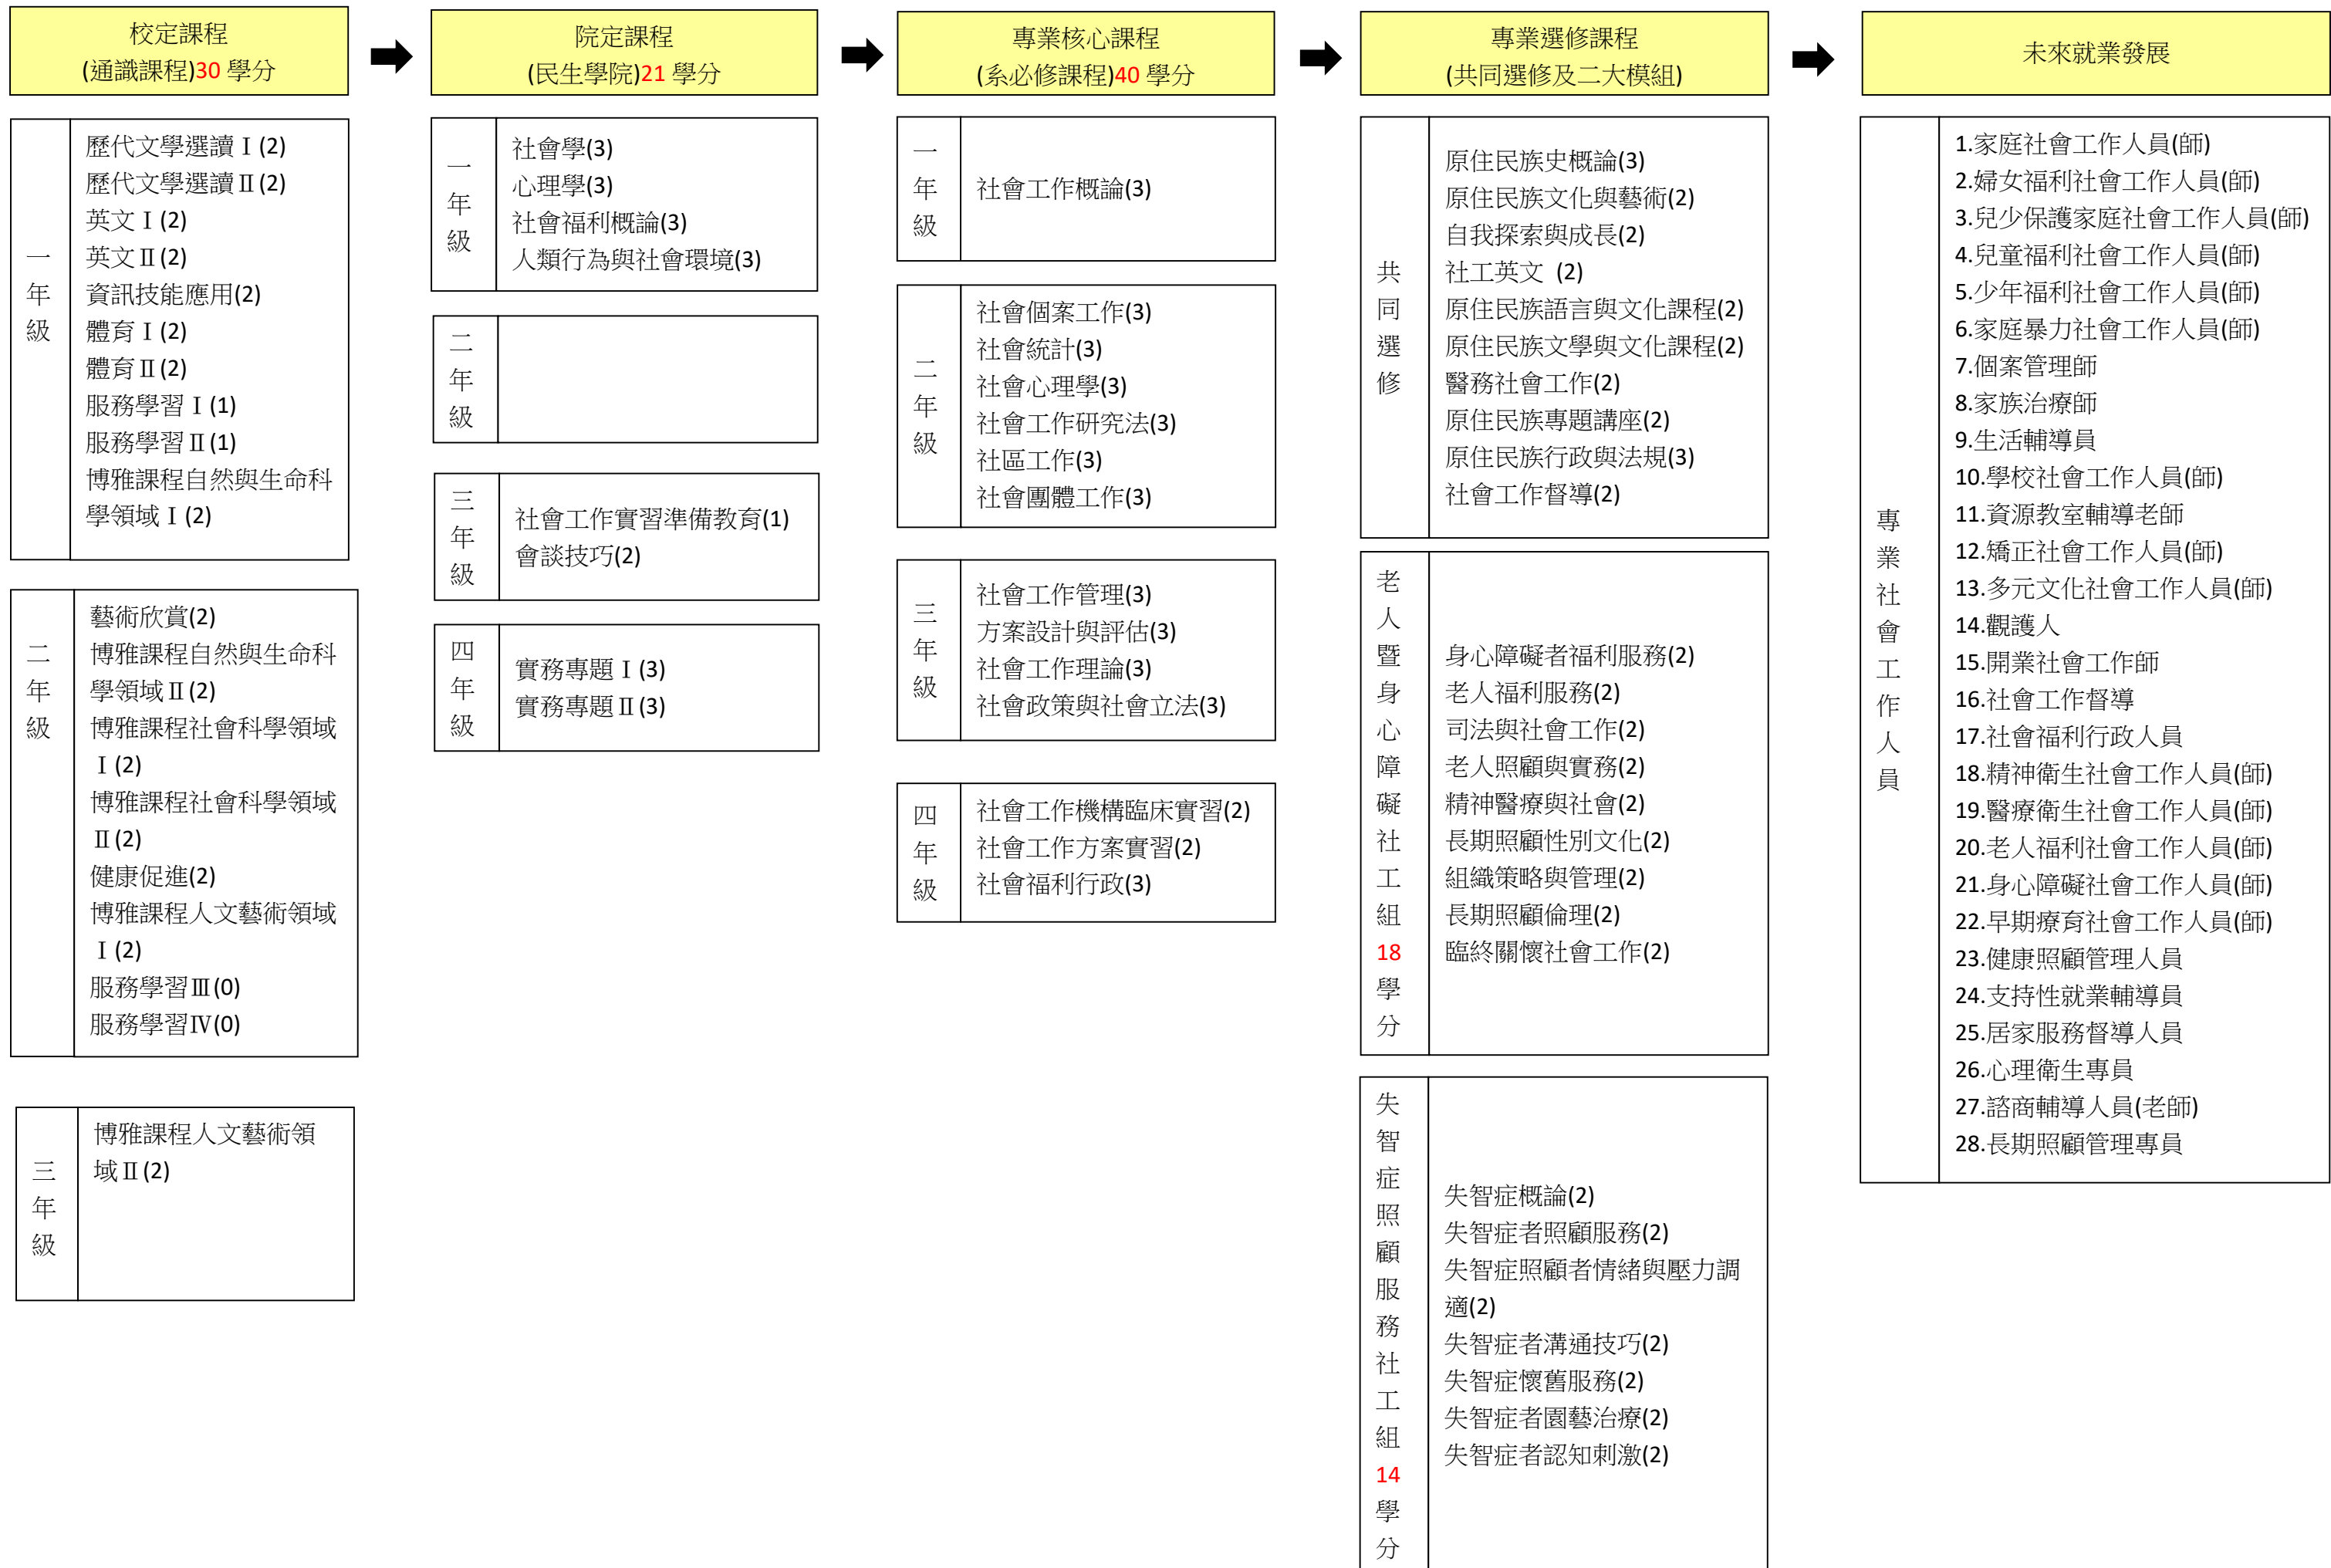 校定課程
(通識課程)30 學分
一年級
歷代文學選讀Ⅰ(2)
歷代文學選讀Ⅱ(2)
英文Ⅰ(2)
英文Ⅱ(2)
資訊技能應用(2)
體育Ⅰ(2)
體育Ⅱ(2)
服務學習Ⅰ(1)
服務學習Ⅱ(1)
博雅課程自然與生命科
學領域Ⅰ(2)
二年級
藝術欣賞(2)
博雅課程自然與生命科
學領域Ⅱ(2)
博雅課程社會科學領域
Ⅰ(2)
博雅課程社會科學領域
Ⅱ(2)
健康促進(2)
博雅課程人文藝術領域
Ⅰ(2)
服務學習Ⅲ(0)
服務學習Ⅳ(0)
三年級
博雅課程人文藝術領
域Ⅱ(2)
院定課程
(民生學院)21 學分
一年級
社會學(3)
心理學(3)
社會福利概論(3)
人類行為與社會環境(3)
二年級
三年級
社會工作實習準備教育(1)
會談技巧(2)
四年級
實務專題Ⅰ(3)
實務專題Ⅱ(3)
專業核心課程
(系必修課程)40 學分
一年級
社會工作概論(3)
二年級
社會個案工作(3)
社會統計(3)
社會心理學(3)
社會工作研究法(3)
社區工作(3)
社會團體工作(3)
三年級
社會工作管理(3)
方案設計與評估(3)
社會工作理論(3)
社會政策與社會立法(3)
四年級
社會工作機構臨床實習(2)
社會工作方案實習(2)
社會福利行政(3)
專業選修課程
(共同選修及二大模組)
共同選修
原住民族史概論(3)
原住民族文化與藝術(2)
自我探索與成長(2)
社工英文 (2)
原住民族語言與文化課程(2)
原住民族文學與文化課程(2)
醫務社會工作(2)
原住民族專題講座(2)
原住民族行政與法規(3)
社會工作督導(2)
老人暨身心障礙社工組18學分
身心障礙者福利服務(2)
老人福利服務(2)
司法與社會工作(2)
老人照顧與實務(2)
精神醫療與社會(2)
長期照顧性別文化(2)
組織策略與管理(2)
長期照顧倫理(2)
臨終關懷社會工作(2)
失智症照顧服務社工組14學分
失智症概論(2)
失智症者照顧服務(2)
失智症照顧者情緒與壓力調
適(2)
失智症者溝通技巧(2)
失智症懷舊服務(2)
失智症者園藝治療(2)
失智症者認知刺激(2)
未來就業發展
專業社會工作人員
1.家庭社會工作人員(師)
2.婦女福利社會工作人員(師)
3.兒少保護家庭社會工作人員(師)
4.兒童福利社會工作人員(師)
5.少年福利社會工作人員(師)
6.家庭暴力社會工作人員(師)
7.個案管理師
8.家族治療師
9.生活輔導員
10.學校社會工作人員(師)
11.資源教室輔導老師
12.矯正社會工作人員(師)
13.多元文化社會工作人員(師)
14.觀護人
15.開業社會工作師
16.社會工作督導
17.社會福利行政人員
18.精神衛生社會工作人員(師)
19.醫療衛生社會工作人員(師)
20.老人福利社會工作人員(師)
21.身心障礙社會工作人員(師)
22.早期療育社會工作人員(師)
23.健康照顧管理人員
24.支持性就業輔導員
25.居家服務督導人員
26.心理衛生專員
27.諮商輔導人員(老師)
28.長期照顧管理專員